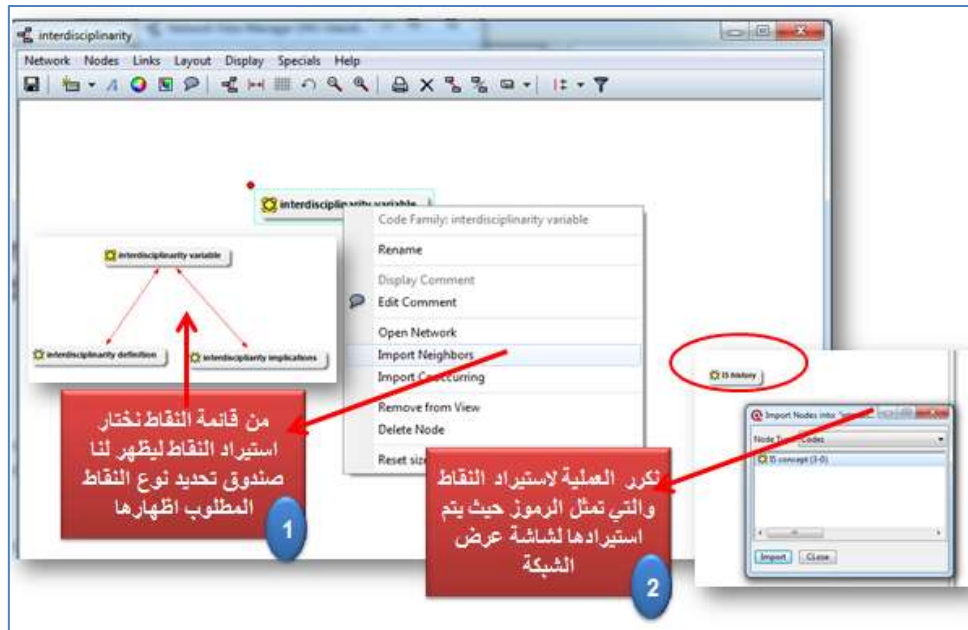 interdisciplinarity
Network Nodes Links Layout Display Specials Help
interdisciplinarity variable
Code Family: interdisciplinarity variable
Rename
Display Comment
Edit Comment
Open Network
Import Neighbors
Import Cooccurring
Remove from View
Delete Node
Reset size
interdisciplinarity variable
interdisciplinarity definition
interdisciplinarity implications
من قائمة النقاط نختار
استيراد النقاط ليظهر لنا
صندوق تحديد نوع النقاط
المطلوب اظهارها
1
IS history
Import Nodes into
Node Type Codes
IS concept (3-0)
Import CLose
نكرر العملية لاستيراد النقاط
والتي تمثل الرموز حيث يتم
استيرادها لشاشة عرض
الشبكة
2